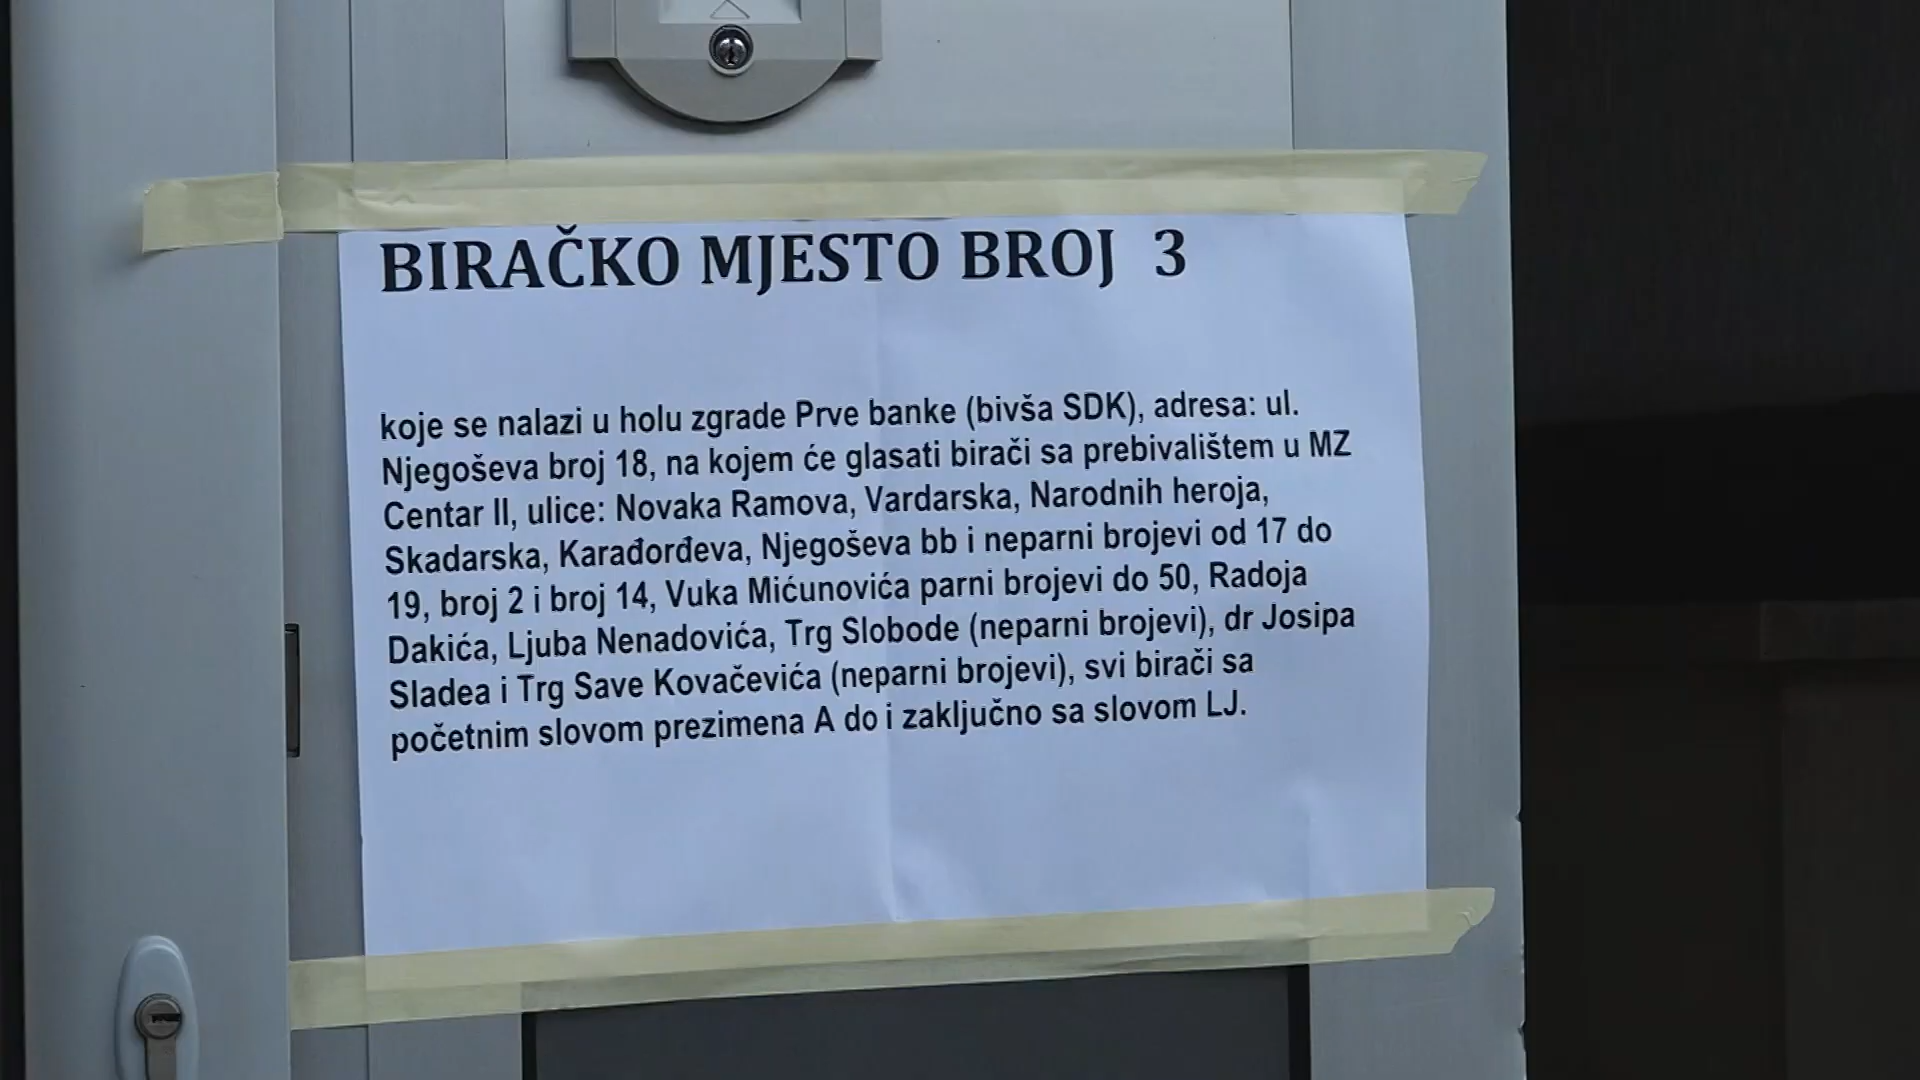 BIRAČKO MJESTO BROJ 3
koje se nalazi u holu zgrade Prve banke (bivša SDK), adresa: ul.
Njegoševa broj 18, na kojem će glasati birači sa prebivalištem u MZ
Centar II, ulice: Novaka Ramova, Vardarska, Narodnih heroja,
Skadarska, Karađorđeva, Njegoševa bb i neparni brojevi od 17 do
19, broj 2 i broj 14, Vuka Mićunovića parni brojevi do 50, Radoja
Dakića, Ljuba Nenadovića, Trg Slobode (neparni brojevi), dr Josipa
Sladea i Trg Save Kovačevića (neparni brojevi), svi birači sa
početnim slovom prezimena A do i zaključno sa slovom LJ.